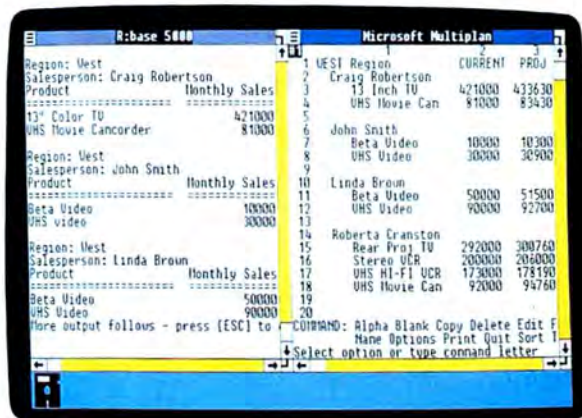 R:base 5000
Region: West
Salesperson: Craig Robertson
Product Monthly Sales
============================ ==============
13" Color TV 421000
VHS Movie Camcorder 81000
Region: West
Salesperson: John Smith
Product Monthly Sales
============================ ==============
Beta Video 10000
VHS video 30000
Region: West
Salesperson: Linda Brown
Product Monthly Sales
============================ ==============
Beta Video 50000
VHS Video 90000
More output follows - press [ESC] to
Microsoft Multiplan
#1 1 2 3
1 WEST Region CURRENT PROJ
2 Craig Robertson
3 13 Inch TV 421000 433630
4 VHS Movie Cam 81000 83430
5
6 John Smith
7 Beta Video 10000 10300
8 VHS Video 30000 30900
9
10 Linda Brown
11 Beta Video 50000 51500
12 VHS Video 90000 92700
13
14 Roberta Cranston
15 Rear Proj TV 292000 300760
16 Stereo VCR 200000 206000
17 VHS HI-FI VCR 173000 178190
18 VHS Movie Cam 92000 94760
19
20
COMMAND: Alpha Blank Copy Delete Edit F
Name Options Print Quit Sort T
Select option or type command letter